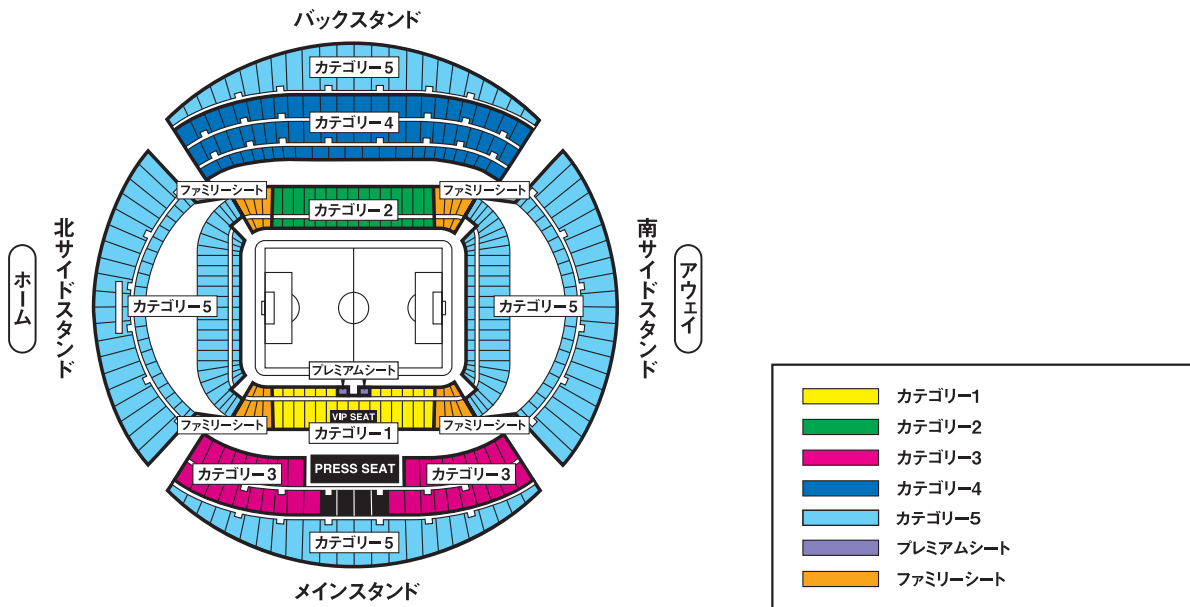 バックスタンド
カテゴリー5
カテゴリー4
ファミリーシート
ファミリーシート
カテゴリー2
北サイドスタンド
ホーム
カテゴリー5
カテゴリー5
南サイドスタンド
アウェイ
プレミアムシート
VIP SEAT
ファミリーシート
カテゴリー1
ファミリーシート
カテゴリー3
PRESS SEAT
カテゴリー3
カテゴリー5
メインスタンド
カテゴリー1
カテゴリー2
カテゴリー3
カテゴリー4
カテゴリー5
プレミアムシート
ファミリーシート